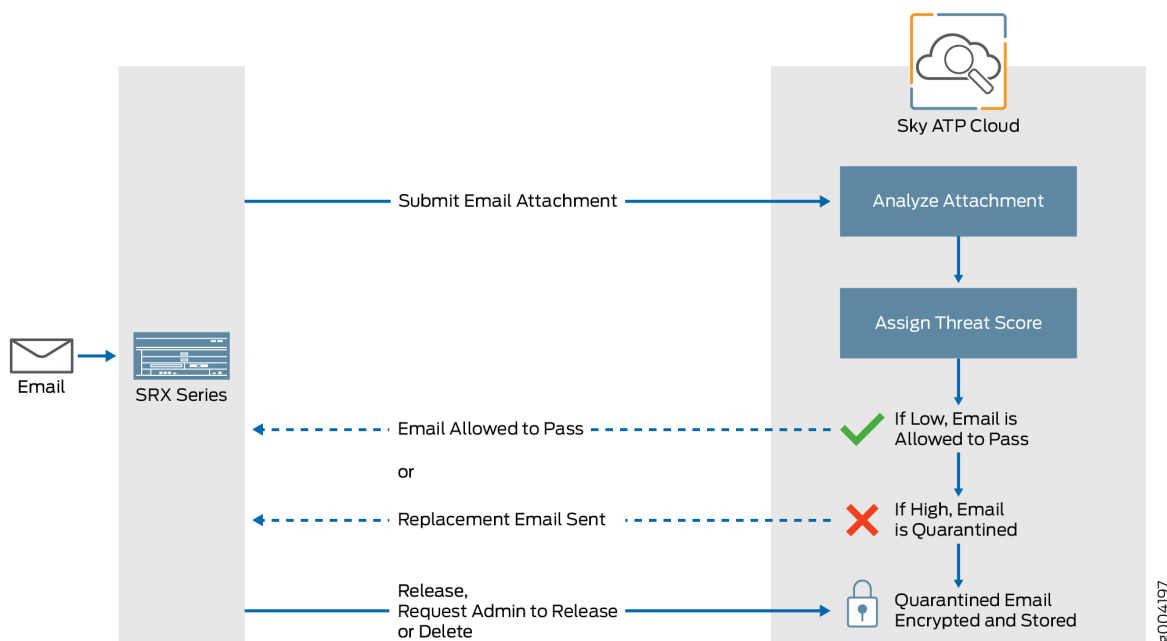 Sky ATP Cloud
Submit Email Attachment
Analyze Attachment
Assign Threat Score
Email
SRX Series
Email Allowed to Pass
If Low, Email is
Allowed to Pass
or
Replacement Email Sent
If High, Email
is Quarantined
Release,
Request Admin to Release
or Delete
Quarantined Email
Encrypted and Stored
g004197